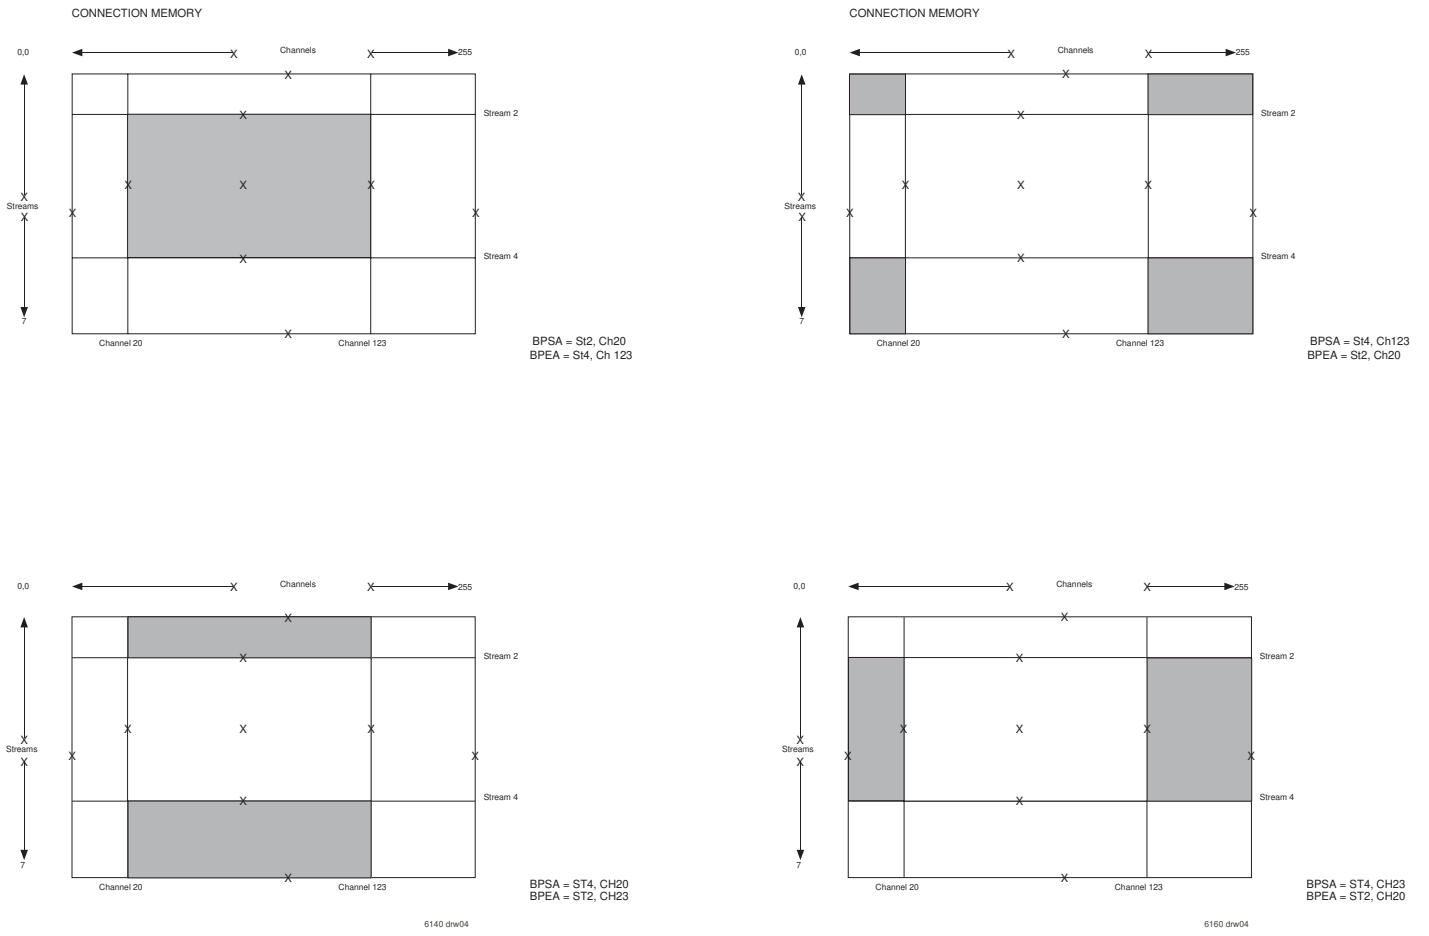 CONNECTION MEMORY
0,0
X
Channels
X
255
X
Stream 2
X
X
X
X
X
Streams
X
X
X
Stream 4
X
7
X
Channel 20
Channel 123
BPSA = St2, Ch20
BPEA = St4, Ch 123
CONNECTION MEMORY
0,0
X
Channels
X
255
X
Stream 2
X
X
X
X
X
Streams
X
X
X
Stream 4
X
7
X
Channel 20
Channel 123
BPSA = St4, Ch123
BPEA = St2, Ch20
0,0
X
Channels
X
255
X
Stream 2
X
X
X
X
X
Streams
X
X
X
Stream 4
X
7
X
Channel 20
Channel 123
BPSA = ST4, CH20
BPEA = ST2, CH23
6140 drw04
0,0
X
Channels
X
255
X
Stream 2
X
X
X
X
X
Streams
X
X
X
Stream 4
X
7
X
Channel 20
Channel 123
BPSA = ST4, CH23
BPEA = ST2, CH20
6160 drw04